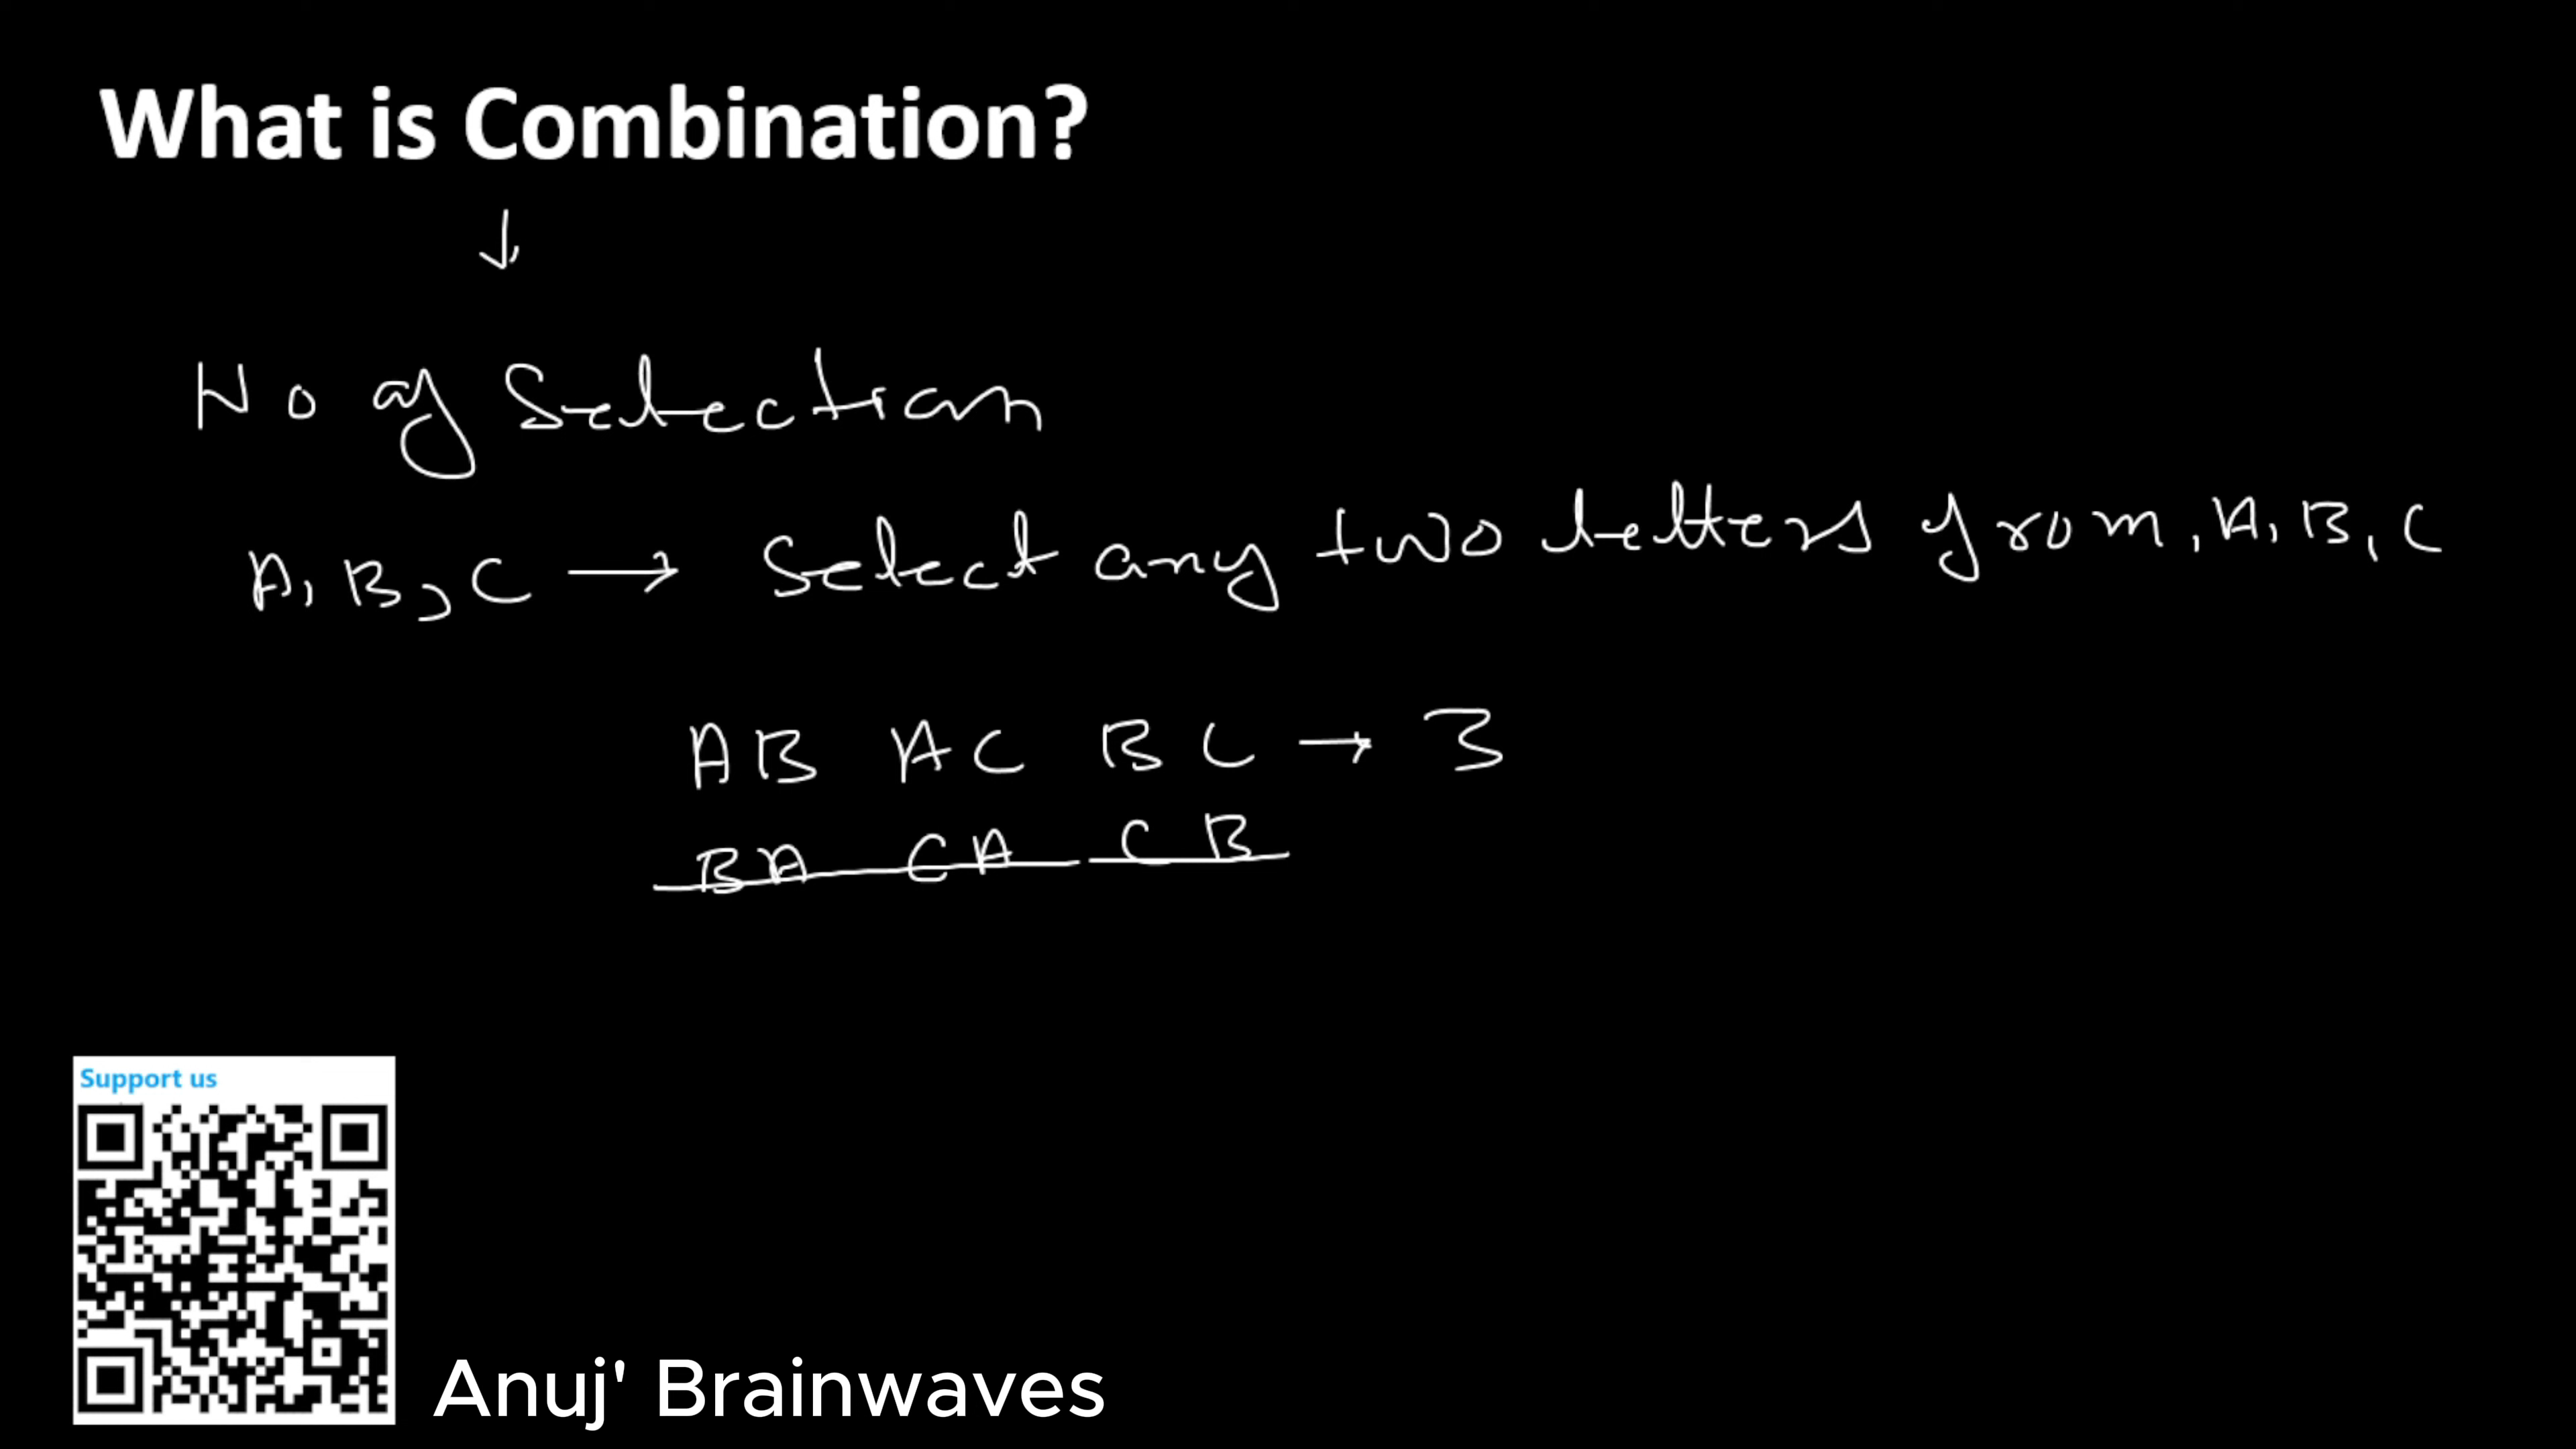 What is Combination?
No of Selection
A, B, C → Select any two letters from, A, B, C
AB AC BC → 3
BA CA CB
Support us
Anuj' Brainwaves